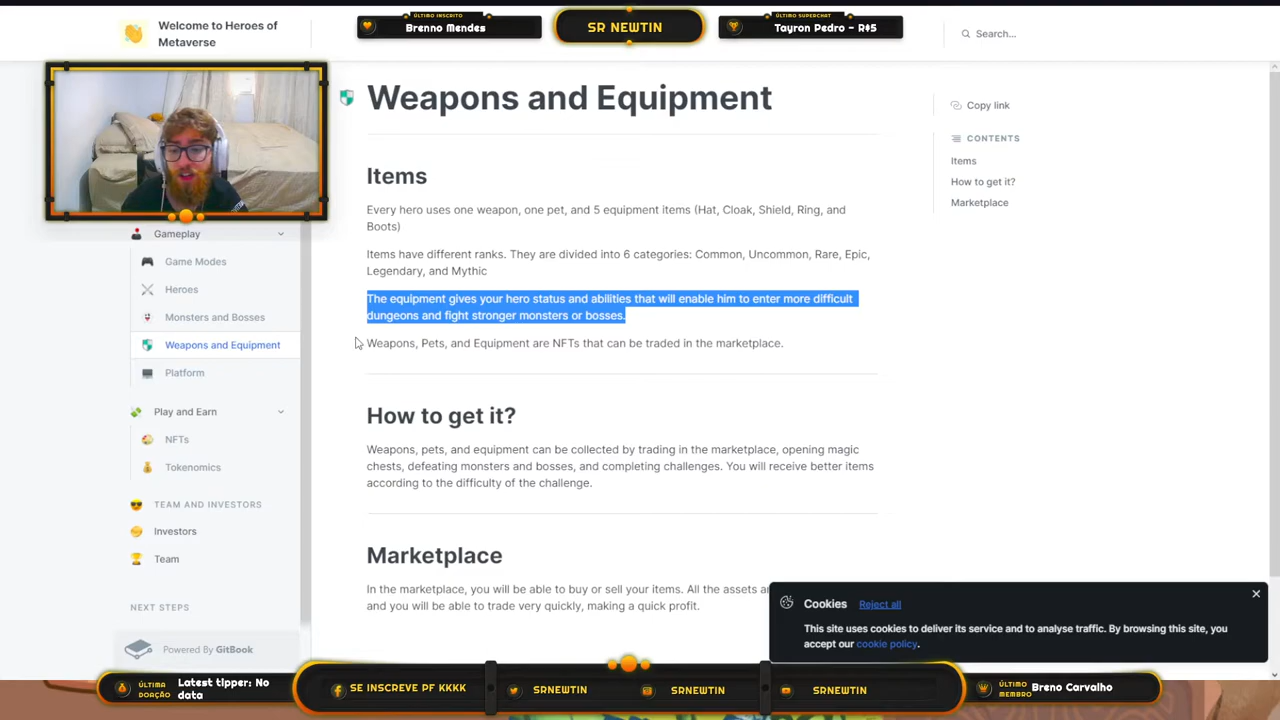 Welcome to Heroes of
Metaverse
ÚLTIMO INSCRITO
Brenno Mendes
SR NEWTIN
ÚLTIMO SUPERCHAT
Tayron Pedro - R$5
Search...
Weapons and Equipment
Copy link
CONTENTS
Items
How to get it?
Marketplace
Gameplay
Game Modes
Heroes
Monsters and Bosses
Weapons and Equipment
Platform
Play and Earn
NFTs
Tokenomics
TEAM AND INVESTORS
Investors
Team
NEXT STEPS
Powered By GitBook
Items
Every hero uses one weapon, one pet, and 5 equipment items (Hat, Cloak, Shield, Ring, and
Boots)
Items have different ranks. They are divided into 6 categories: Common, Uncommon, Rare, Epic,
Legendary, and Mythic
The equipment gives your hero status and abilities that will enable him to enter more difficult
dungeons and fight stronger monsters or bosses.
Weapons, Pets, and Equipment are NFTs that can be traded in the marketplace.
How to get it?
Weapons, pets, and equipment can be collected by trading in the marketplace, opening magic
chests, defeating monsters and bosses, and completing challenges. You will receive better items
according to the difficulty of the challenge.
Marketplace
In the marketplace, you will be able to buy or sell your items. All the assets
and you will be able to trade very quickly, making a quick profit.
Cookies
Reject all
This site uses cookies to deliver its service and to analyse traffic. By browsing this site, you
accept our cookie policy.
ÚLTIMA
DOAÇÃO
Latest tipper: No
data
SE INSCREVE PF KKKK
SRNEWTIN
SRNEWTIN
SRNEWTIN
ÚLTIMO
MEMBRO
Breno Carvalho